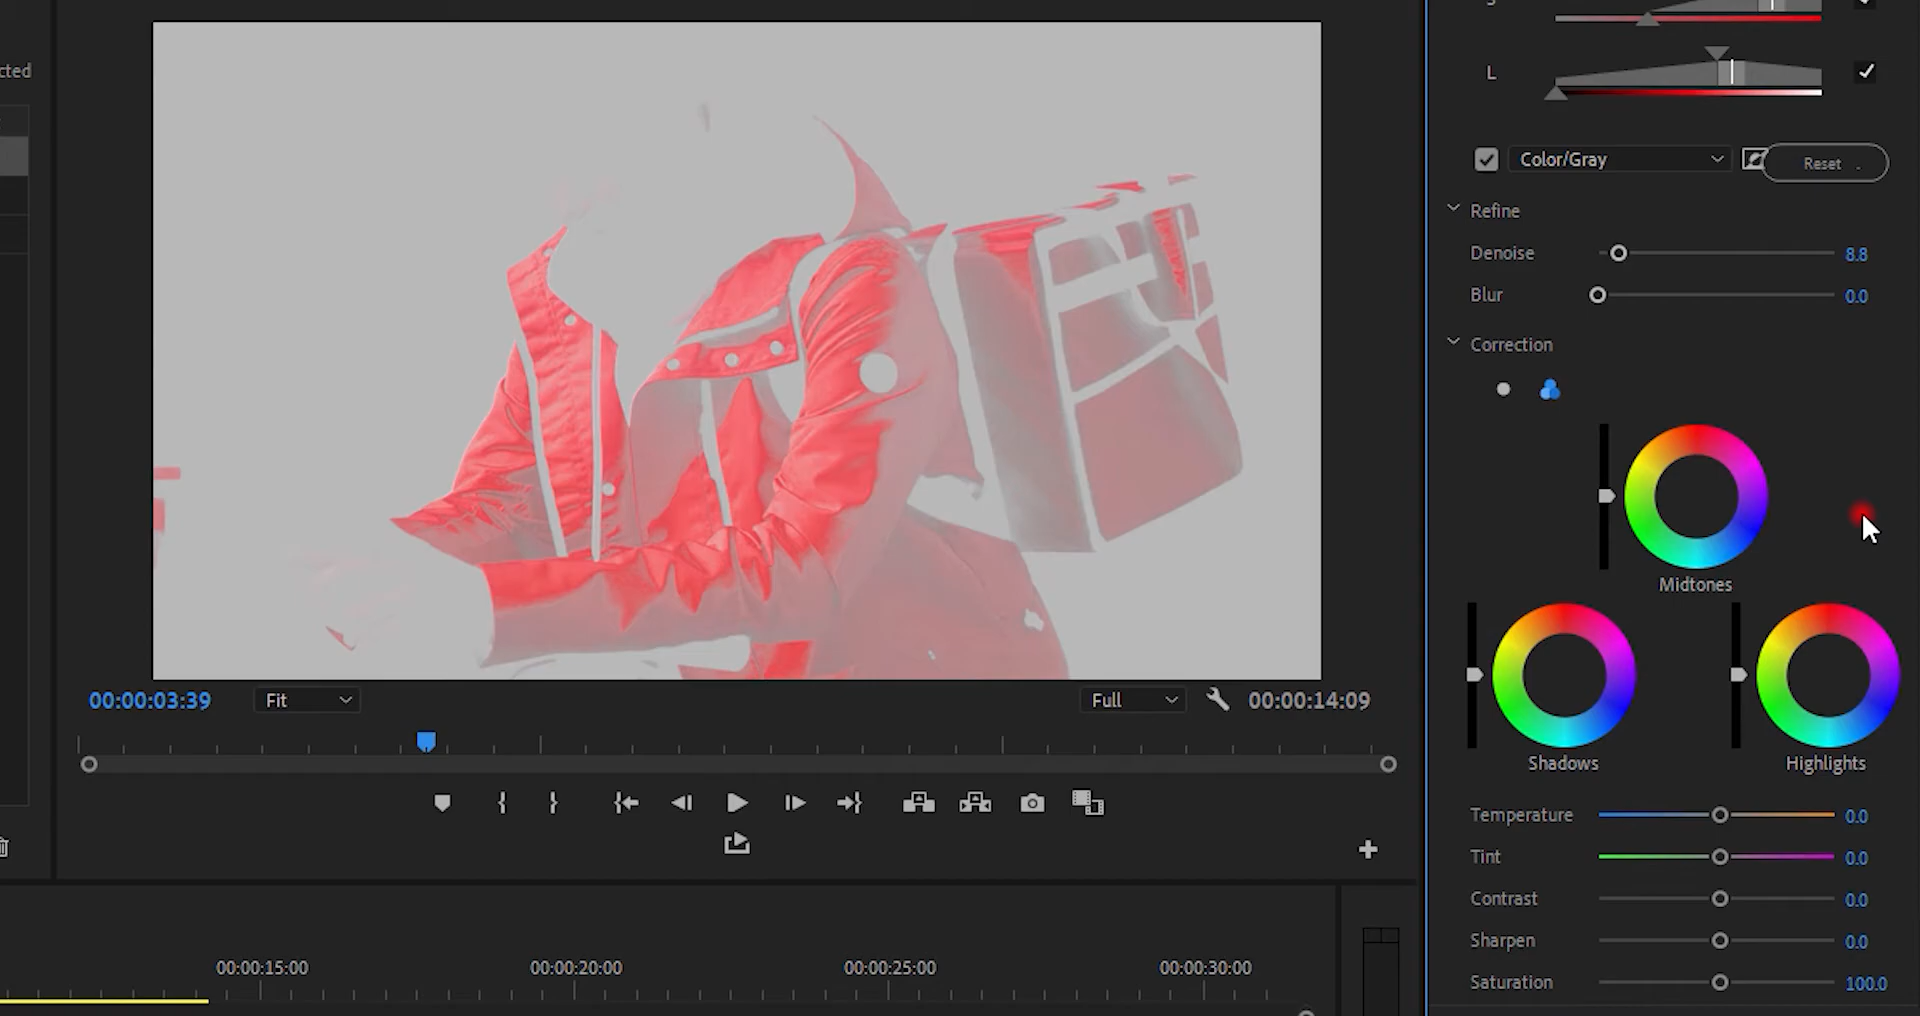 cted
L
Color/Gray
Reset
Refine
Denoise 8.8
Blur 0.0
Correction
Midtones
Shadows Highlights
00:00:03:39 Fit Full 00:00:14:09
Temperature 0.0
Tint 0.0
Contrast 0.0
Sharpen 0.0
Saturation 100.0
00:00:15:00 00:00:20:00 00:00:25:00 00:00:30:00